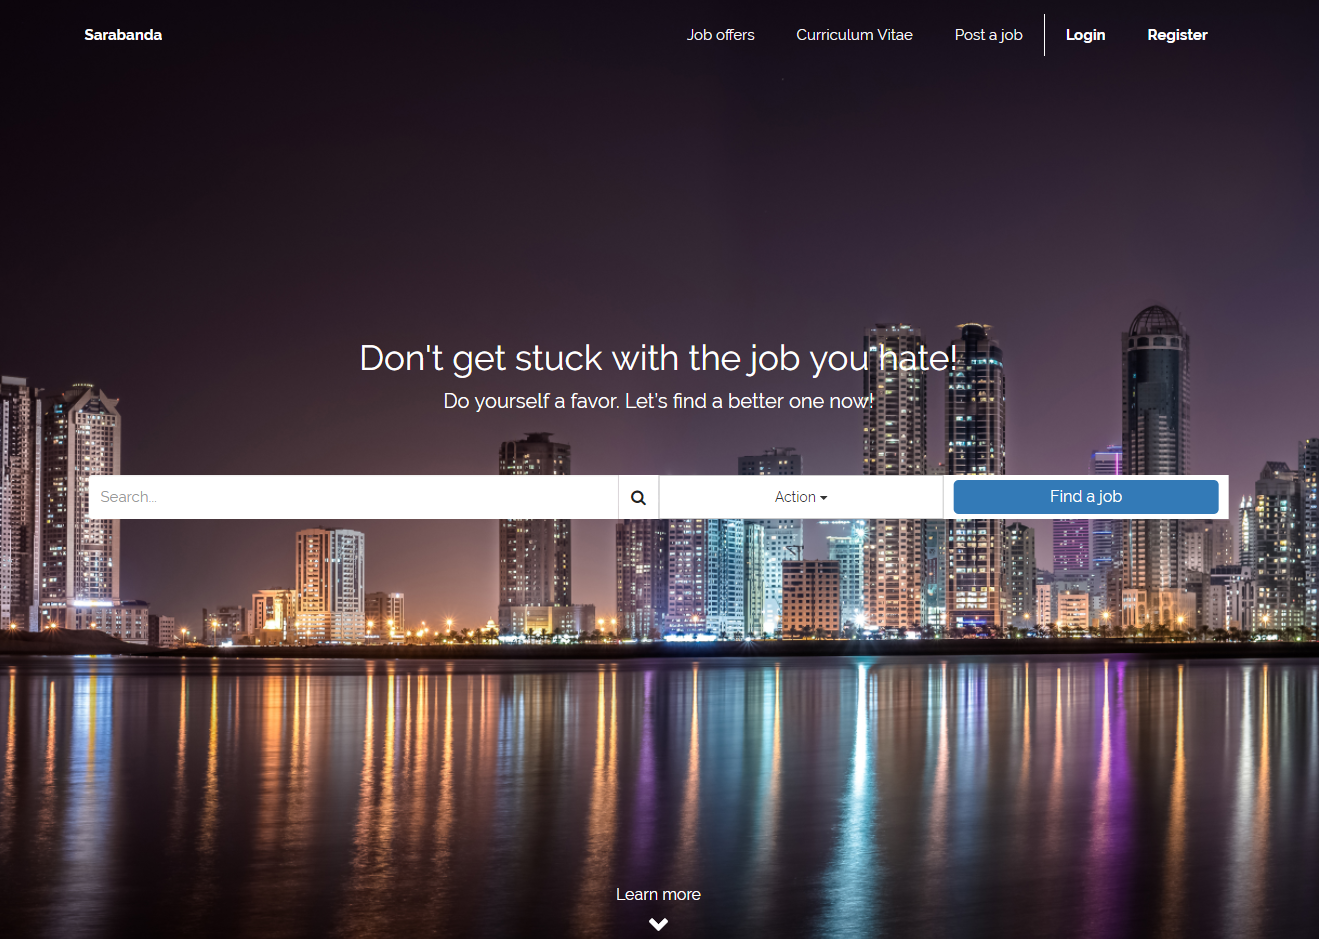 Sarabanda
Job offers
Curriculum Vitae
Post a job
Login
Register
Don't get stuck with the job you hate!
Do yourself a favor. Let's find a better one now!
Search...
Action
Find a job
Learn more